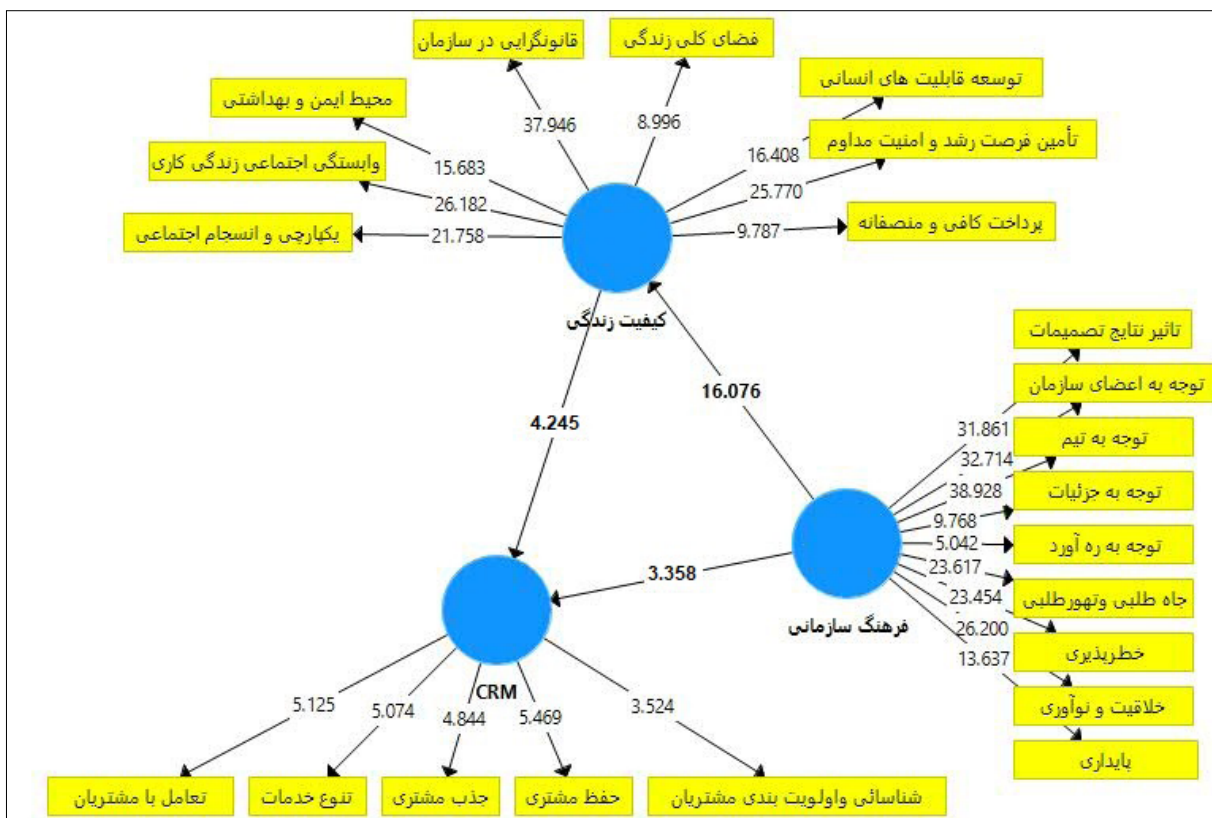 فضای کلی زندگی
قانونگرایی در سازمان
توسعه قابلیت های انسانی
محیط ایمن و بهداشتی
تأمین فرصت رشد و امنیت مداوم
وابستگی اجتماعی زندگی کاری
پرداخت کافی و منصفانه
یکپارچی و انسجام اجتماعی
37.946
8.996
16.408
15.683
25.770
26.182
9.787
21.758
کیفیت زندگی
16.076
4.245
3.358
تاثیر نتایج تصمیمات
توجه به اعضای سازمان
توجه به تیم
توجه به جزئیات
توجه به ره آورد
جاه طلبی وتهورطلبی
خطرپذیری
خلاقیت و نوآوری
پایداری
31.861
32.714
38.928
9.768
5.042
23.617
23.454
26.200
13.637
فرهنگ سازمانی
CRM
5.125
5.074
4.844
5.469
3.524
شناسائی واولویت بندی مشتریان
حفظ مشتری
جذب مشتری
تنوع خدمات
تعامل با مشتریان